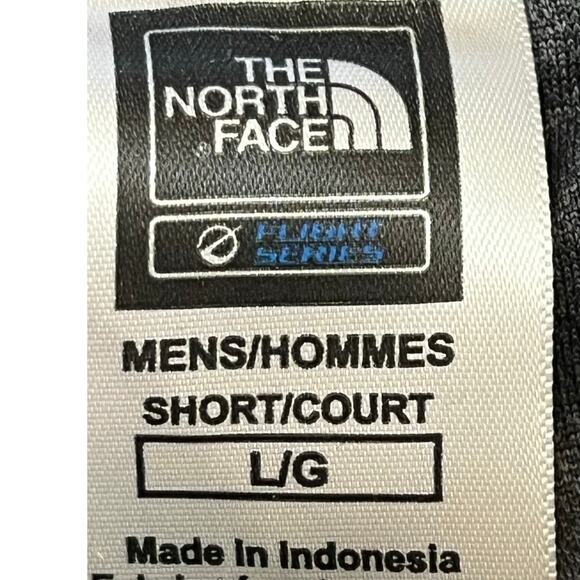 THE
NORTH
FACE
FLIGHT
SERIES
MENS/HOMMES
SHORT/COURT
L/G
Made in Indonesia